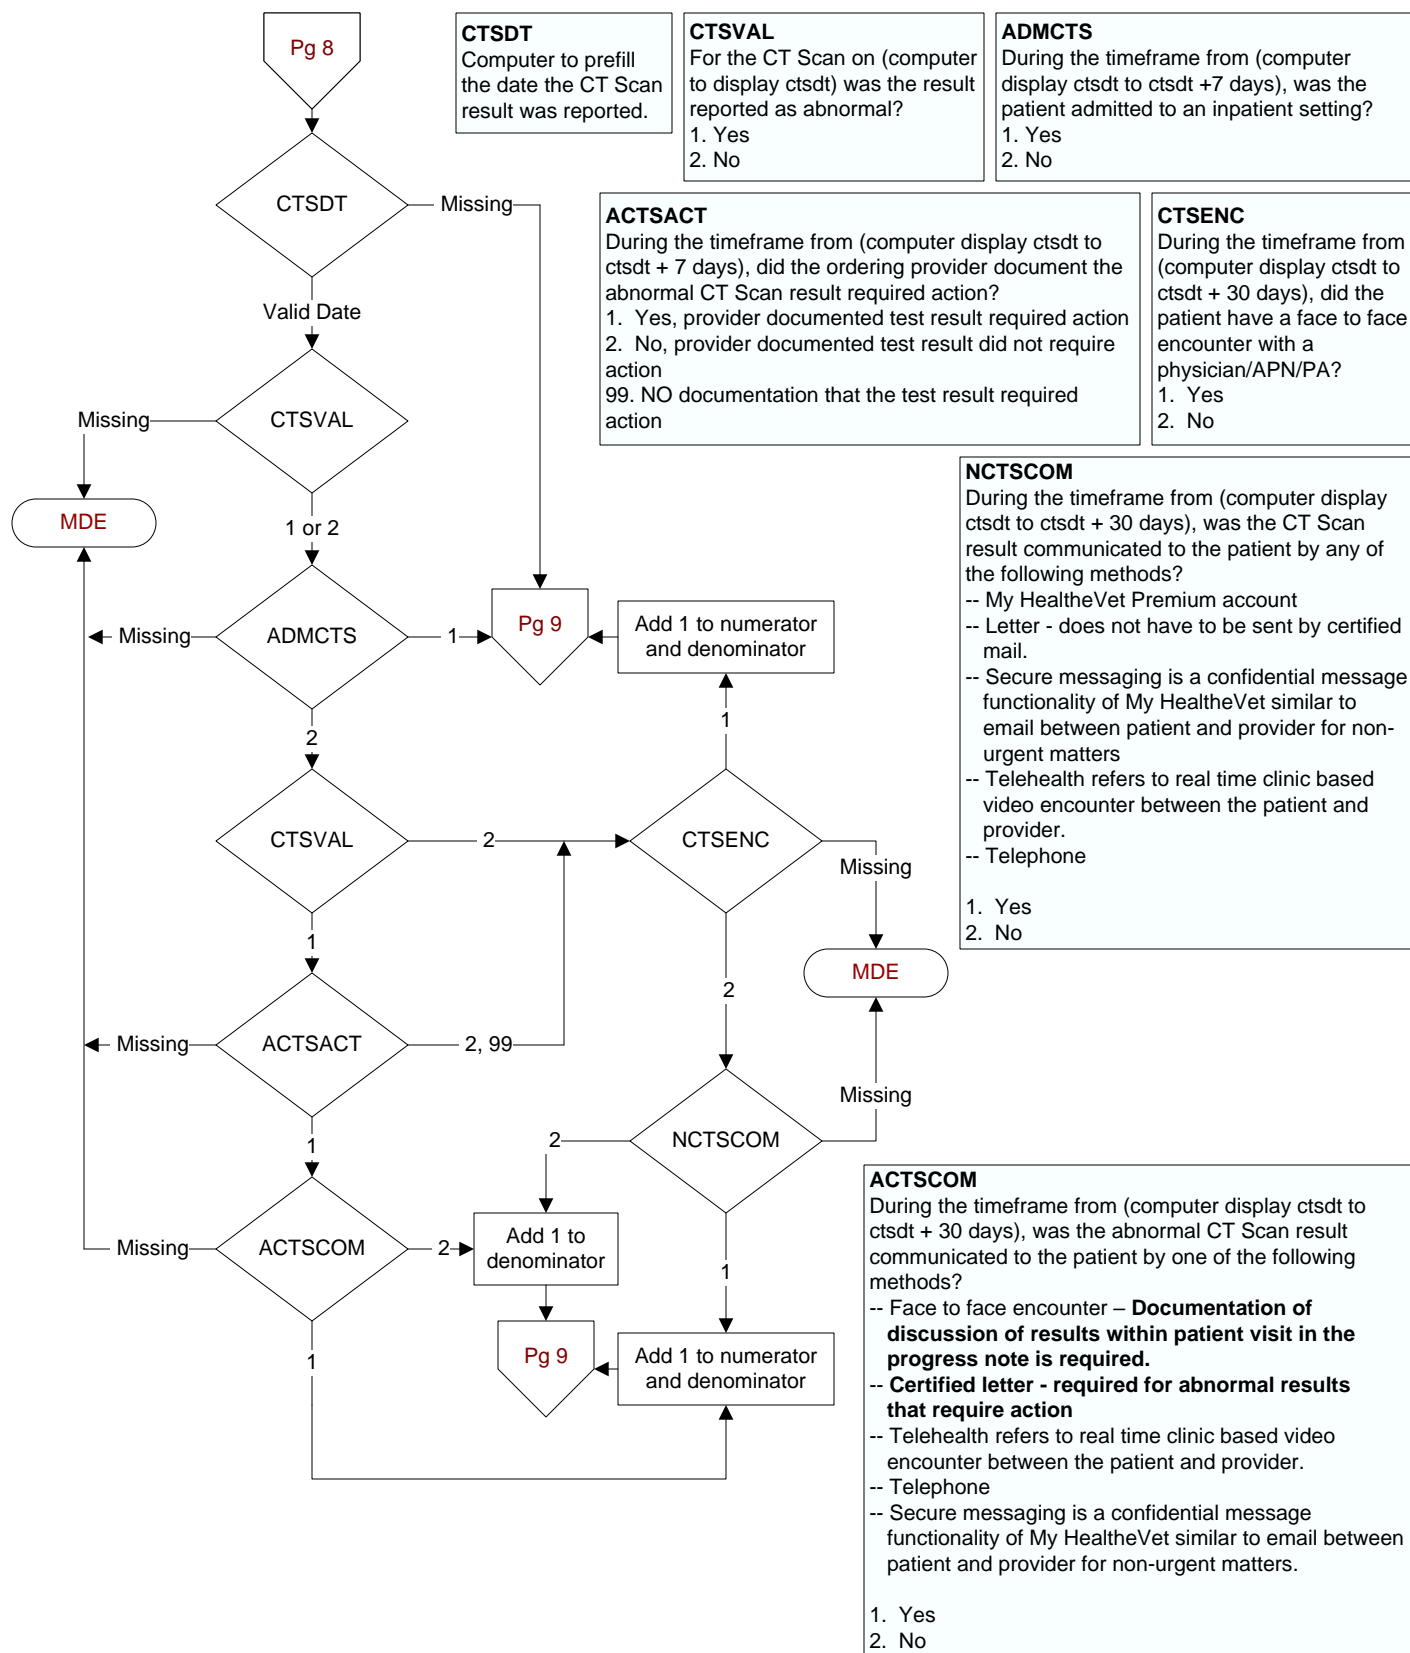 Pg 8
CTSDT
Computer to prefill
the date the CT Scan
result was reported.
CTSVAL
For the CT Scan on (computer
to display ctsdt) was the result
reported as abnormal?
1. Yes
2. No
ADMCTS
During the timeframe from (computer
display ctsdt to ctsdt +7 days), was the
patient admitted to an inpatient setting?
1. Yes
2. No
CTSDT
Missing
ACTSACT
During the timeframe from (computer display ctsdt to
ctsdt + 7 days), did the ordering provider document the
abnormal CT Scan result required action?
1. Yes, provider documented test result required action
2. No, provider documented test result did not require
action
99. NO documentation that the test result required
action
CTSENC
During the timeframe from
(computer display ctsdt to
ctsdt + 30 days), did the
patient have a face to face
encounter with a
physician/APN/PA?
1. Yes
2. No
Valid Date
CTSVAL
Missing
MDE
1 or 2
NCTSCOM
During the timeframe from (computer display
ctsdt to ctsdt + 30 days), was the CT Scan
result communicated to the patient by any of
the following methods?
-- My HealtheVet Premium account
-- Letter - does not have to be sent by certified
mail.
-- Secure messaging is a confidential message
functionality of My HealtheVet similar to
email between patient and provider for non-
urgent matters
-- Telehealth refers to real time clinic based
video encounter between the patient and
provider.
-- Telephone
1. Yes
2. No
Missing
ADMCTS
1
Pg 9
Add 1 to numerator
and denominator
1
2
CTSVAL
2
CTSENC
Missing
1
MDE
2
Missing
ACTSACT
2, 99
Missing
1
2
NCTSCOM
ACTSCOM
During the timeframe from (computer display ctsdt to
ctsdt + 30 days), was the abnormal CT Scan result
communicated to the patient by one of the following
methods?
-- Face to face encounter – Documentation of
discussion of results within patient visit in the
progress note is required.
-- Certified letter - required for abnormal results
that require action
-- Telehealth refers to real time clinic based video
encounter between the patient and provider.
-- Telephone
-- Secure messaging is a confidential message
functionality of My HealtheVet similar to email between
patient and provider for non-urgent matters.
1. Yes
2. No
Missing
ACTSCOM
2
Add 1 to
denominator
1
1
Pg 9
Add 1 to numerator
and denominator